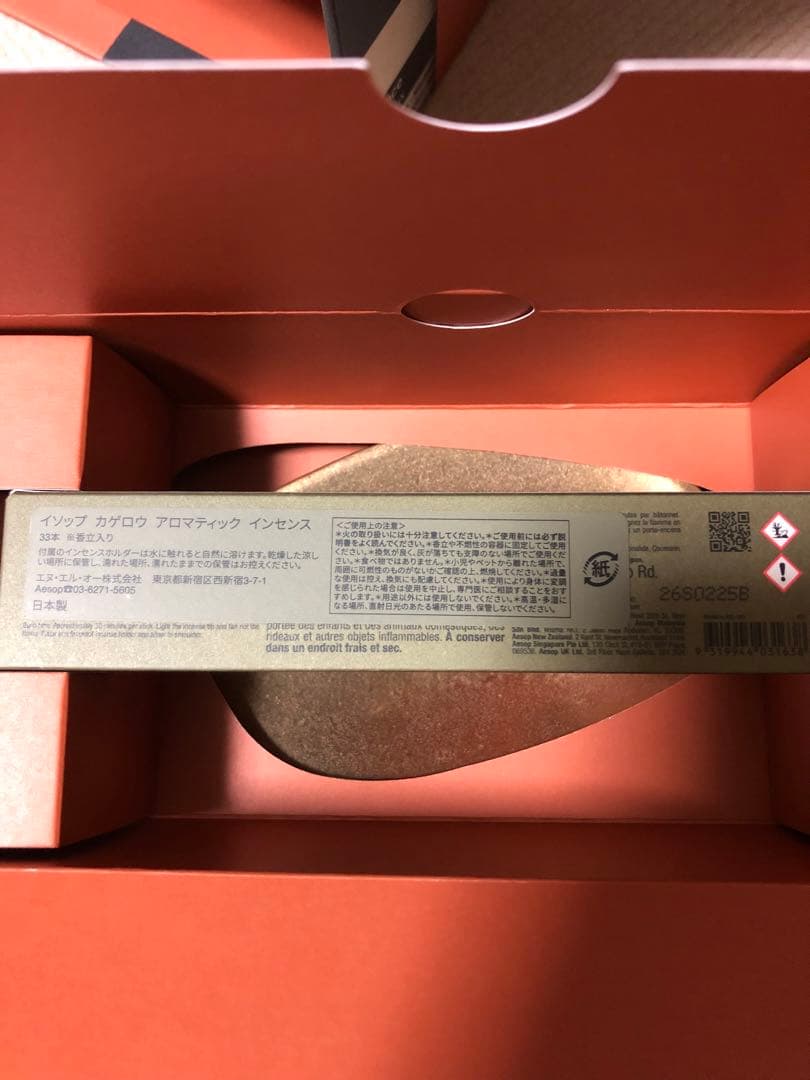 イソップ カゲロウ アロマティック インセンス
33本 ※香立入り
付属のインセンスホルダーは水に触れると自然に溶けます。乾燥した涼し
い場所に保管し、濡れた場所、濡れたままでの保管はお控えください。
エヌ・エル・オー株式会社 東京都新宿区西新宿3-7-1
Aesop☎03-6271-5605
日本製
<ご使用上の注意>
*火の取り扱いには十分注意してください。*ご使用前には必ず説
明書をよく読んでください。*香立や不燃性の容器に固定してご使用く
ださい。*換気が良く、灰が落ちても支障のない場所でご使用くださ
い。*食べ物ではありません。*小児やペットから離れた場所で、
周囲に可燃性のものがないかご確認の上、燃焼してください。*過量
な使用は控え、換気にも配慮してください。*使用により身体に変調
を感じられた場合は使用を中止し、専門医にご相談することをおす
すめします。*用途以外には使用しないでください。*高温・多湿に
なる場所、直射日光のあたる場所で使用、保管しないでください。
紙
Rd.
26S0225B
portée des enfants et des animaux domestiques, des
rideaux et autres objets inflammables. À conserver
dans un endroit frais et sec.
9 319944 051658